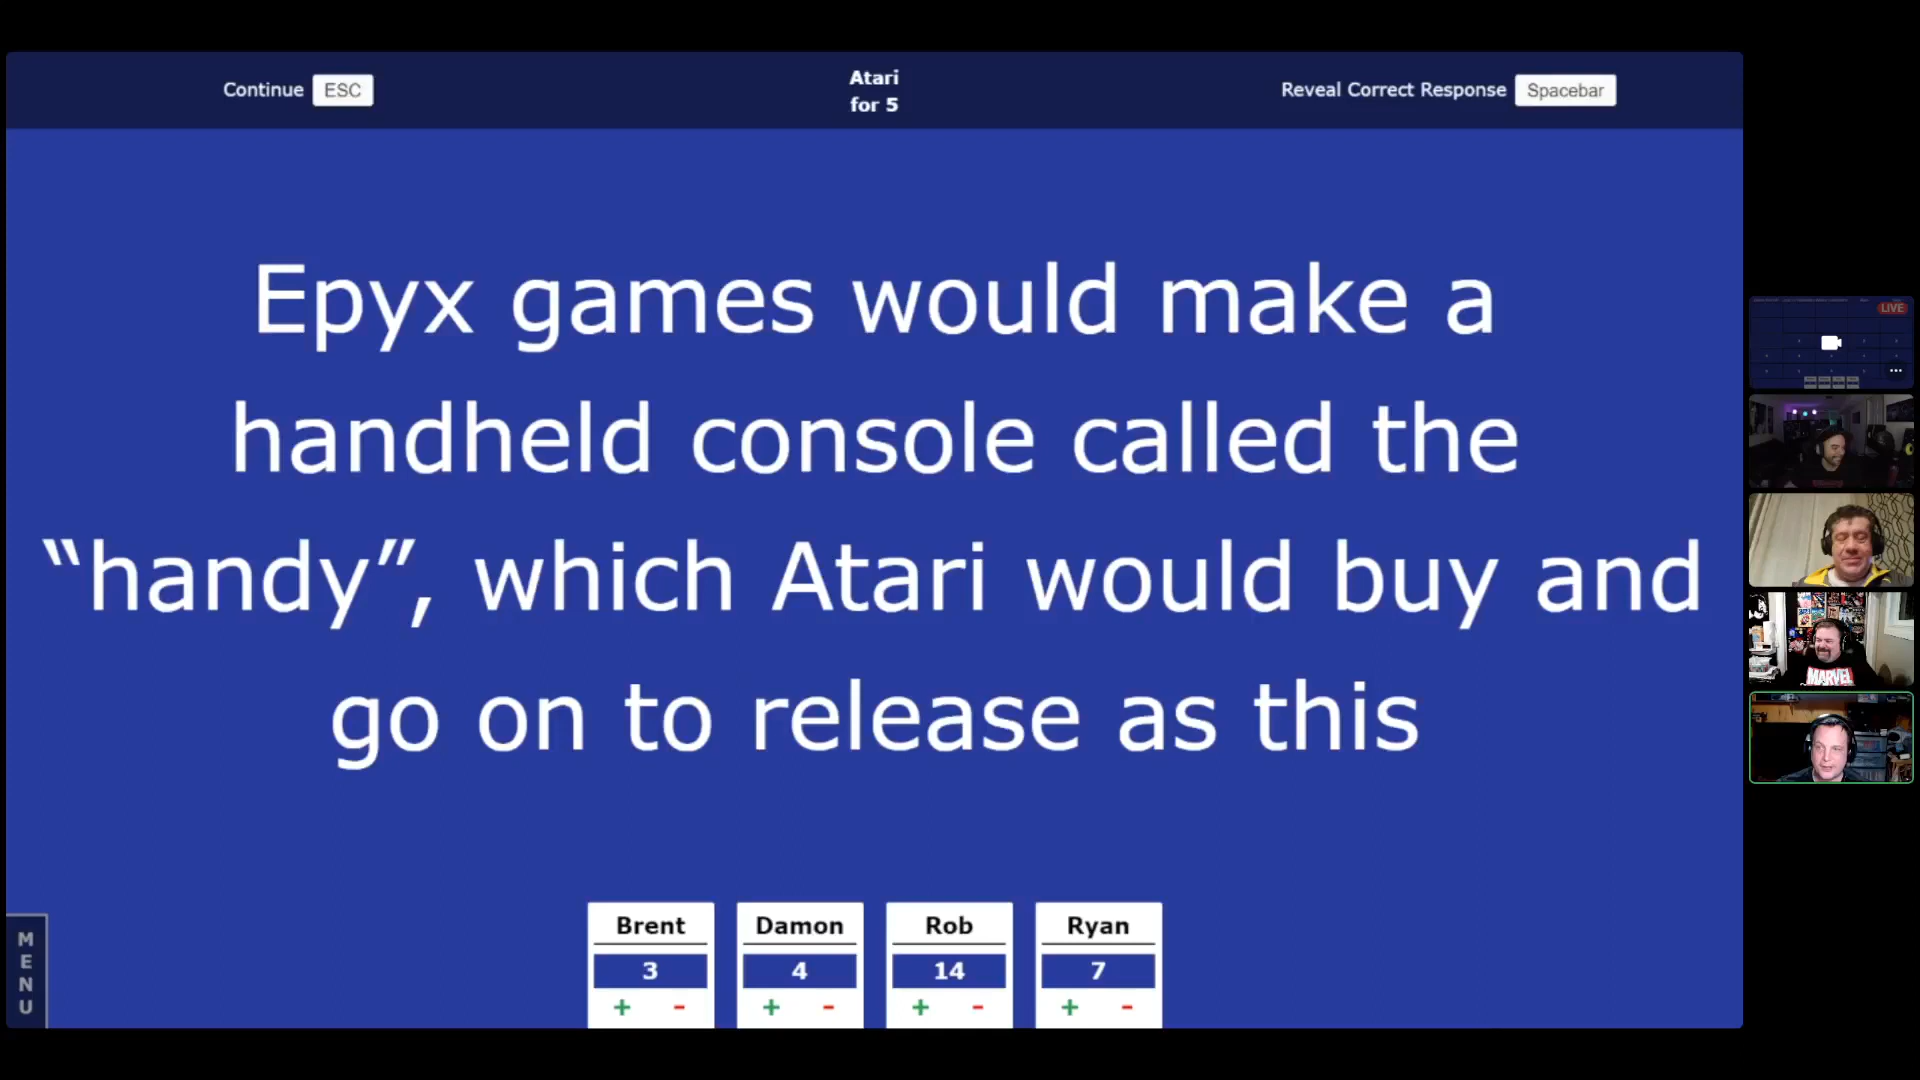 Continue ESC
Atari
for 5
Reveal Correct Response Spacebar
Epyx games would make a
handheld console called the
“handy”, which Atari would buy and
go on to release as this
LIVE
MARVEL
MENU
Brent Damon Rob Ryan
3 4 14 7
+ - + - + - + -